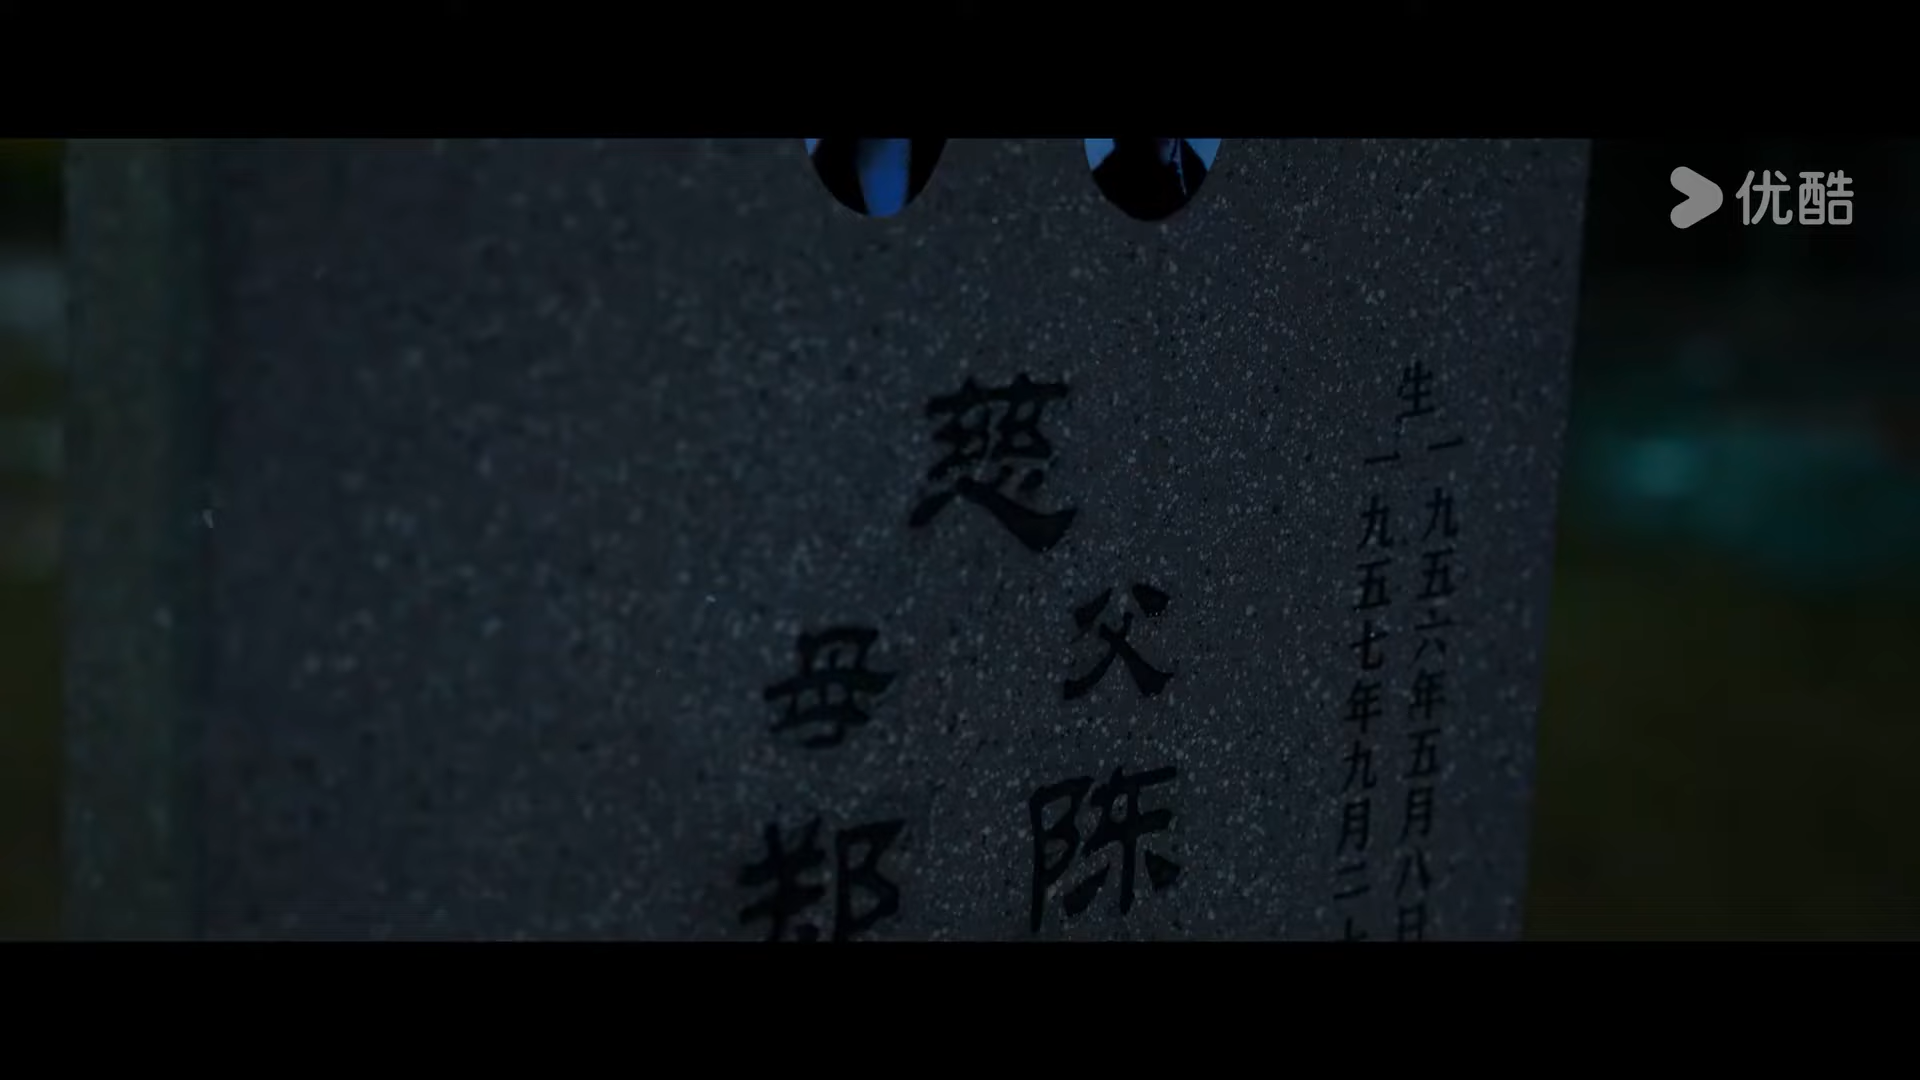 优酷
生
一九五六年五月八日
一九五七年九月二
慈
父陈
母郑